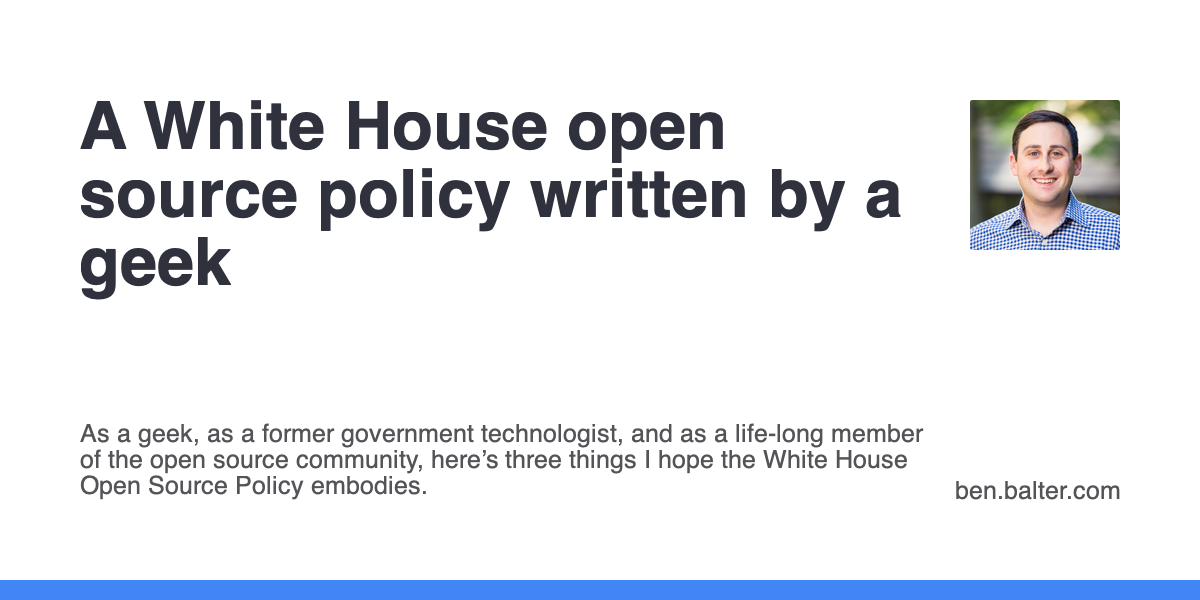 A White House open
source policy written by a
geek
As a geek, as a former government technologist, and as a life-long member
of the open source community, here’s three things I hope the White House
Open Source Policy embodies.
ben.balter.com